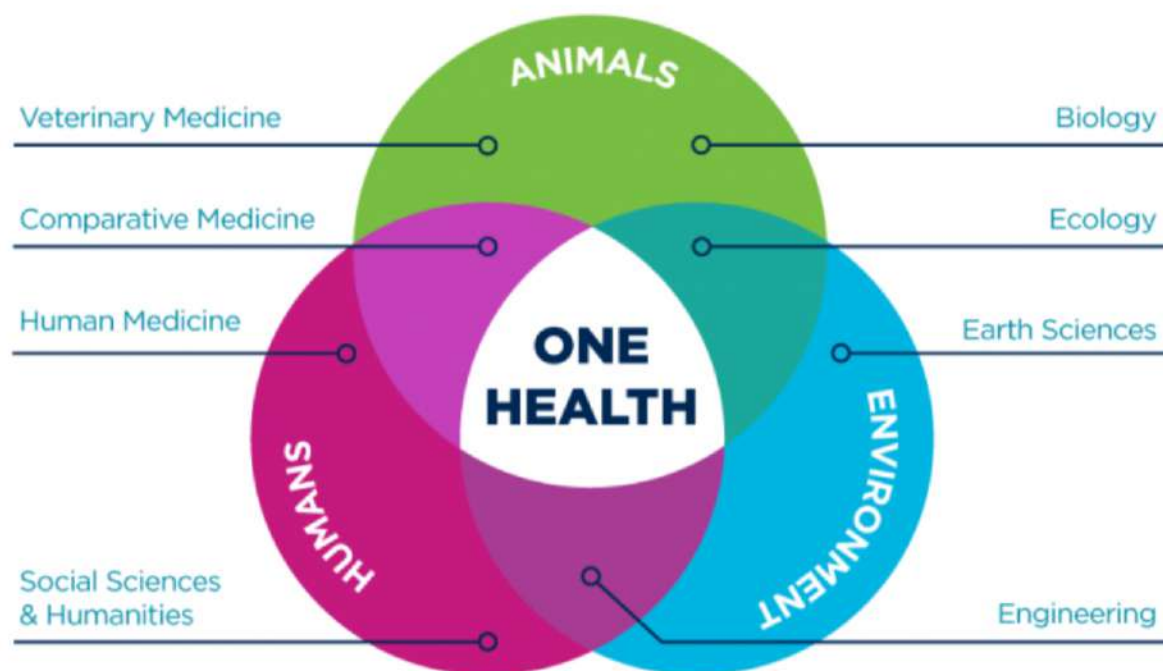 ANIMALS
Veterinary Medicine
Biology
Comparative Medicine
Ecology
Human Medicine
Earth Sciences
ONE
HEALTH
HUMANS
ENVIRONMENT
Social Sciences
& Humanities
Engineering